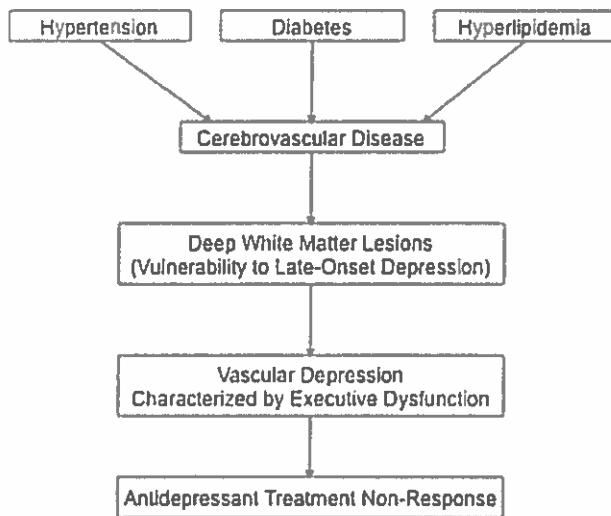 Hypertension
Diabetes
Hyperlipidemia
Cerebrovascular Disease
Deep White Matter Lesions
(Vulnerability to Late-Onset Depression)
Vascular Depression
Characterized by Executive Dysfunction
Antidepressant Treatment Non-Response